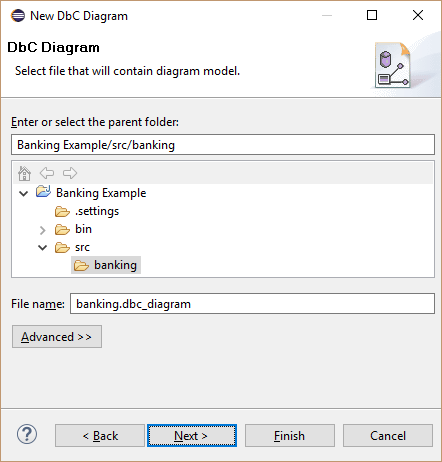 New DbC Diagram
DbC Diagram
Select file that will contain diagram model.
Enter or select the parent folder:
Banking Example/src/banking
Banking Example
.settings
bin
src
banking
File name: banking.dbc_diagram
Advanced >>
? < Back Next > Finish Cancel